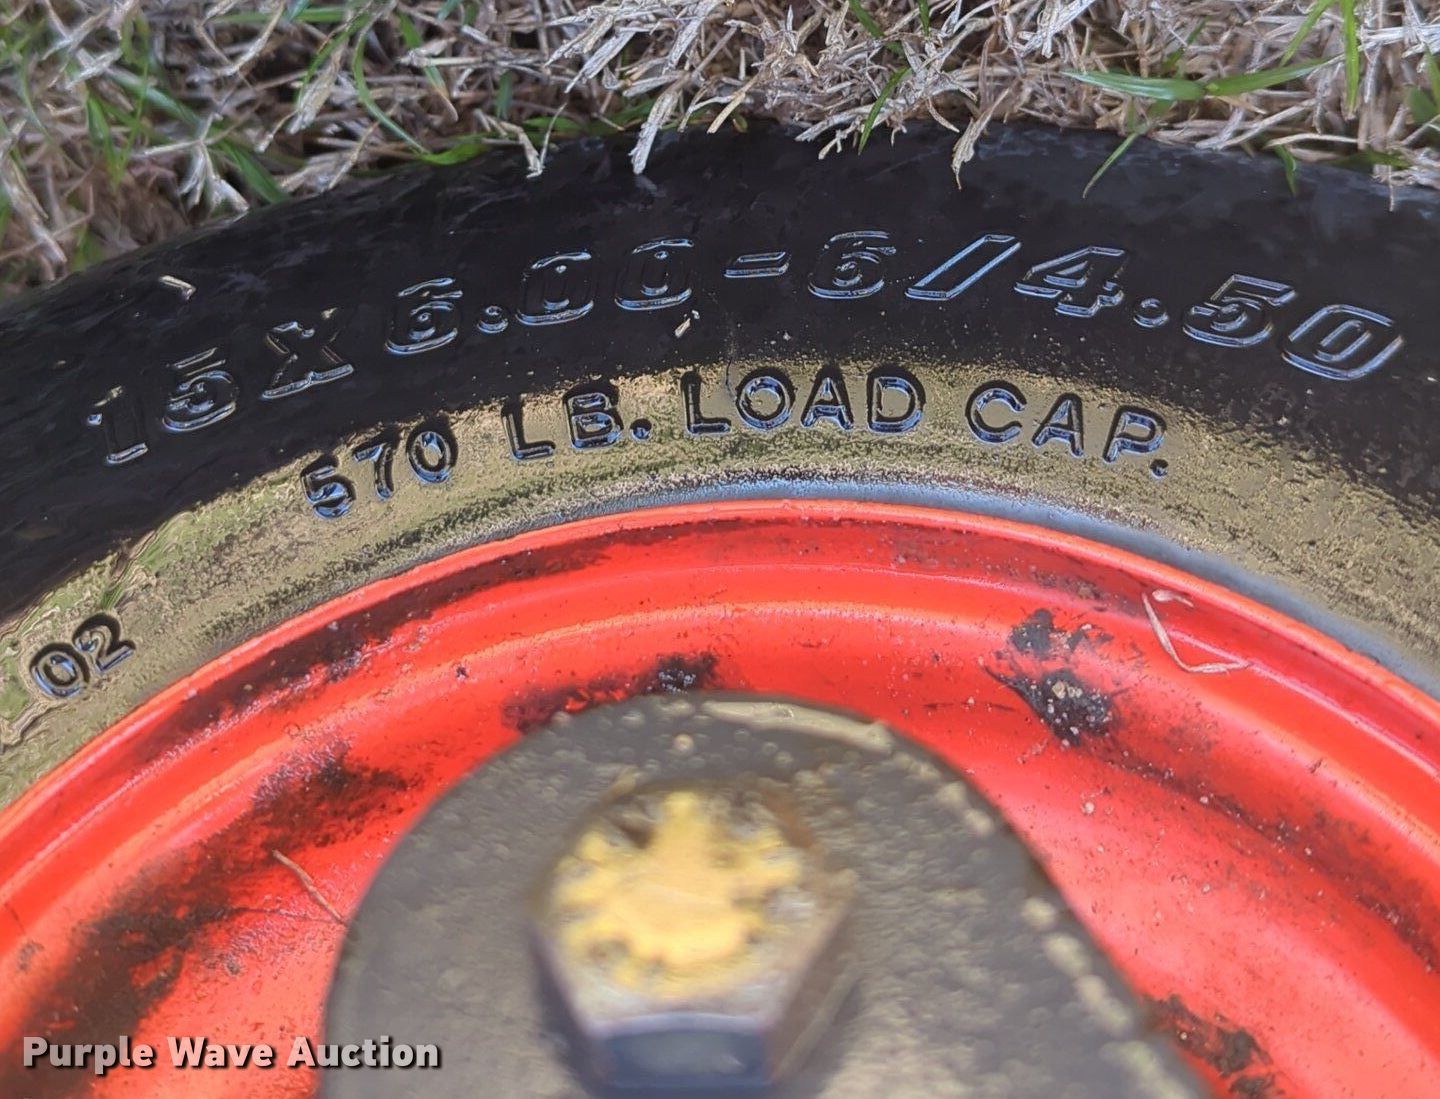 15X6.00-6/4.50
570 LB. LOAD CAP.
02
Purple Wave Auction